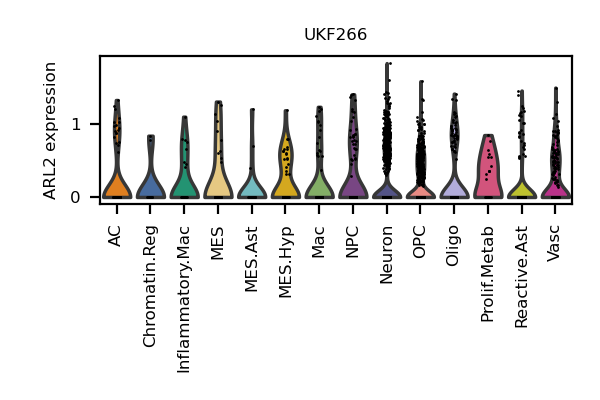 UKF266
ARL2 expression
1
0
AC
Chromatin.Reg
Inflammatory.Mac
MES
MES.Ast
MES.Hyp
Mac
NPC
Neuron
OPC
Oligo
Prolif.Metab
Reactive.Ast
Vasc